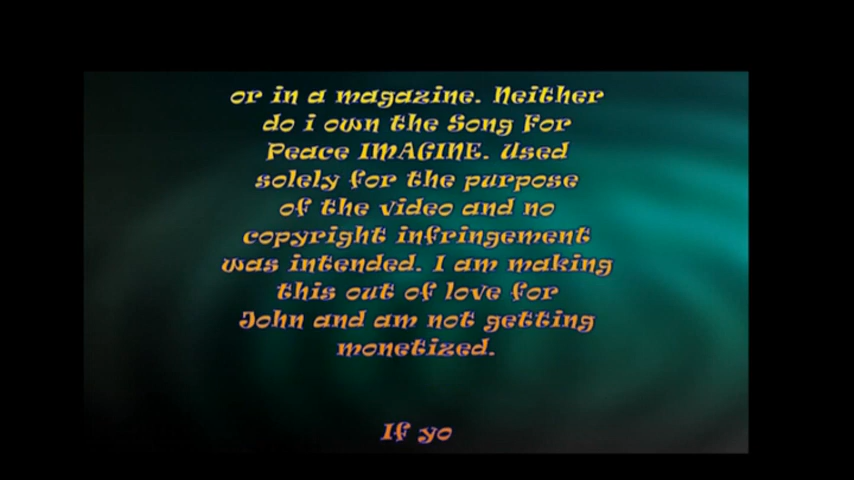 or in a magazine. Neither
do i own the Song For
Peace IMAGINE. Used
solely for the purpose
of the video and no
copyright infringement
was intended. I am making
this out of love for
John and am not getting
monetized.
If yo